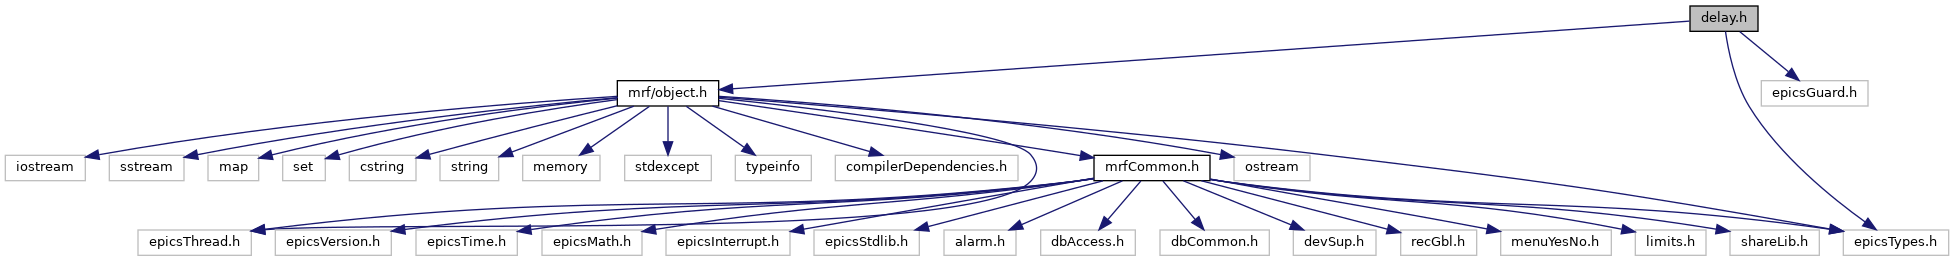 delay.h
mrf/object.h
epicsGuard.h
iostream
sstream
map
set
cstring
string
memory
stdexcept
typeinfo
compilerDependencies.h
mrfCommon.h
ostream
epicsThread.h
epicsVersion.h
epicsTime.h
epicsMath.h
epicsInterrupt.h
epicsStdlib.h
alarm.h
dbAccess.h
dbCommon.h
devSup.h
recGbl.h
menuYesNo.h
limits.h
shareLib.h
epicsTypes.h